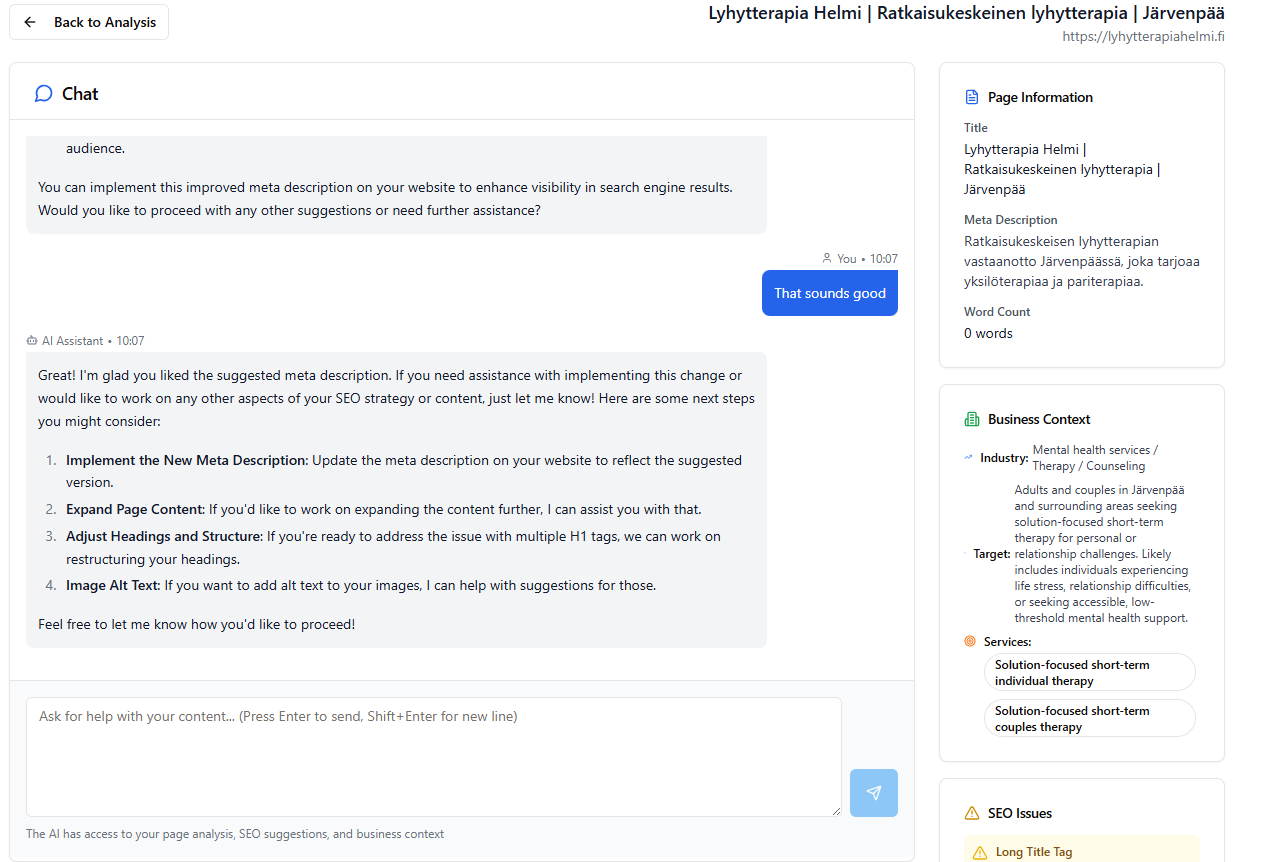 Back to Analysis
Lyhytterapia Helmi | Ratkaisukeskeinen lyhytterapia | Järvenpää
https://lyhytterapiahelmi.fi
Chat
audience.
You can implement this improved meta description on your website to enhance visibility in search engine results.
Would you like to proceed with any other suggestions or need further assistance?
You • 10:07
That sounds good
AI Assistant • 10:07
Great! I'm glad you liked the suggested meta description. If you need assistance with implementing this change or
would like to work on any other aspects of your SEO strategy or content, just let me know! Here are some next steps
you might consider:
1. Implement the New Meta Description: Update the meta description on your website to reflect the suggested
version.
2. Expand Page Content: If you'd like to work on expanding the content further, I can assist you with that.
3. Adjust Headings and Structure: If you're ready to address the issue with multiple H1 tags, we can work on
restructuring your headings.
4. Image Alt Text: If you want to add alt text to your images, I can help with suggestions for those.
Feel free to let me know how you'd like to proceed!
Ask for help with your content... (Press Enter to send, Shift+Enter for new line)
The AI has access to your page analysis, SEO suggestions, and business context
Page Information
Title
Lyhytterapia Helmi |
Ratkaisukeskeinen lyhytterapia |
Järvenpää
Meta Description
Ratkaisukeskeisen lyhytterapian
vastaanotto Järvenpäässä, joka tarjoaa
yksilöterapiaa ja pariterapiaa.
Word Count
0 words
Business Context
Industry: Mental health services /
Therapy / Counseling
Target: Adults and couples in Järvenpää
and surrounding areas seeking
solution-focused short-term
therapy for personal or
relationship challenges. Likely
includes individuals experiencing
life stress, relationship difficulties,
or seeking accessible, low-
threshold mental health support.
Services:
Solution-focused short-term
individual therapy
Solution-focused short-term
couples therapy
SEO Issues
Long Title Tag